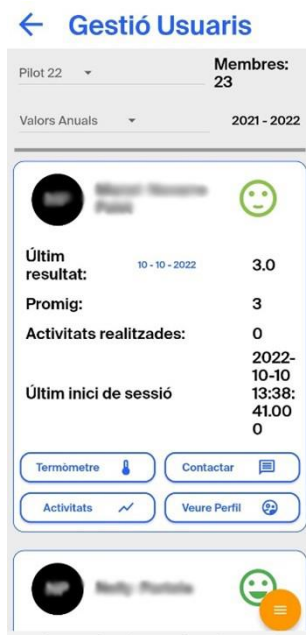 Gestió Usuaris
Pilot 22
Membres:
23
Valors Anuals
2021 - 2022
Últim
resultat:
10 - 10 - 2022
3.0
Promig:
3
Activitats realitzades:
0
Últim inici de sessió
2022-
10-10
13:38:
41.00
0
Termòmetre
Contactar
Activitats
Veure Perfil